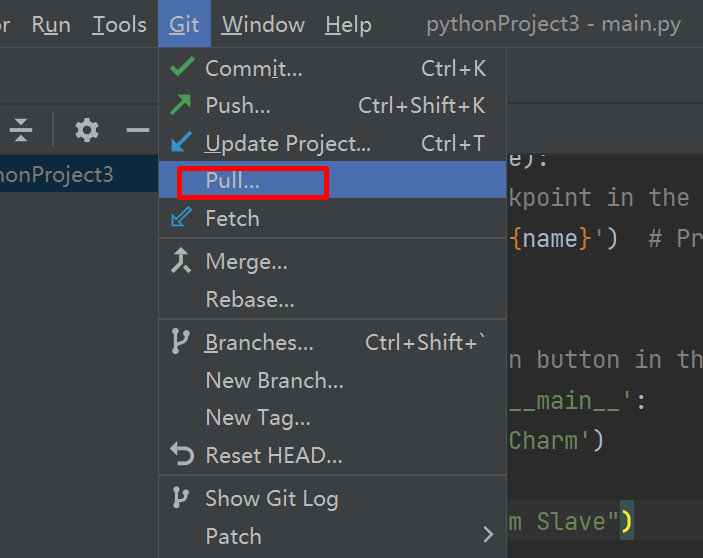 Run Tools Git Window Help pythonProject3 - main.py
Commit... Ctrl+K
Push... Ctrl+Shift+K
Update Project... Ctrl+T
Pull...
Fetch
Merge...
Rebase...
Branches... Ctrl+Shift+`
New Branch...
New Tag...
Reset HEAD...
Show Git Log
Patch
honProject3
e):
kpoint in the
{name}') # Pr
n button in th
__main__':
Charm')
m Slave")